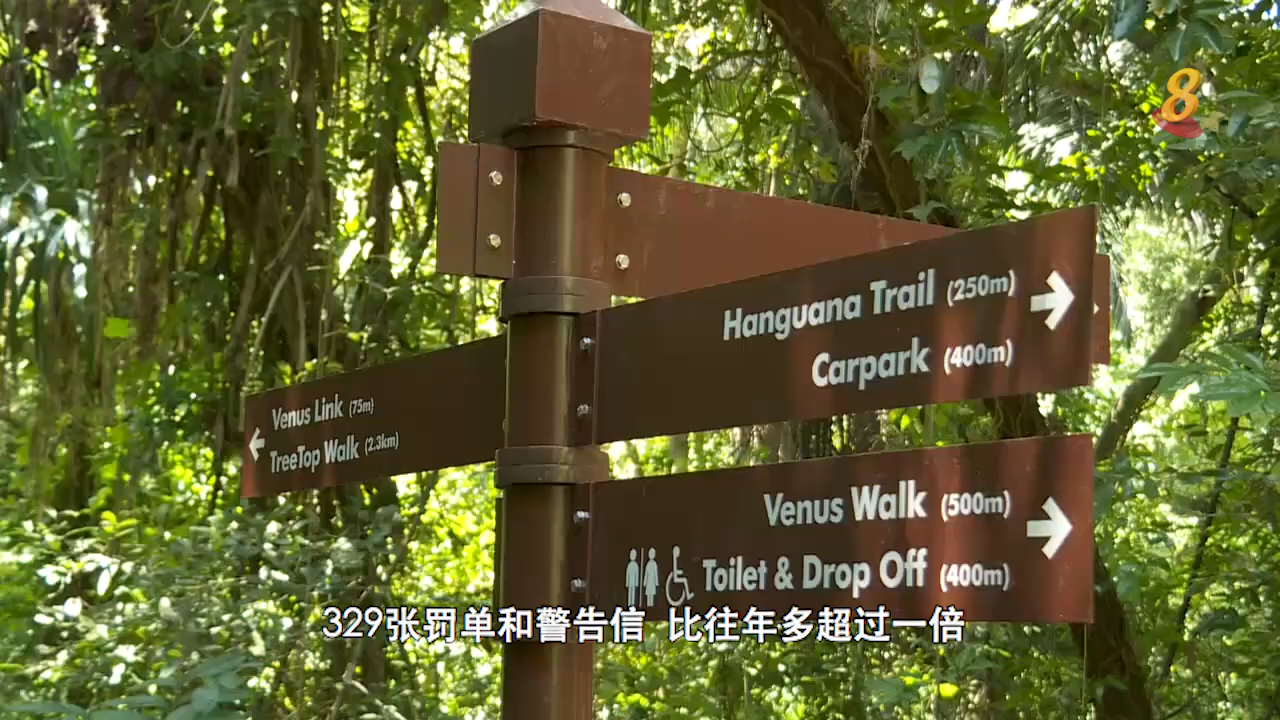 8
Hanguana Trail (250m)
Carpark (400m)
Venus Link (75m)
TreeTop Walk (2.3km)
Venus Walk (500m)
Toilet & Drop Off (400m)
329张罚单和警告信 比往年多超过一倍